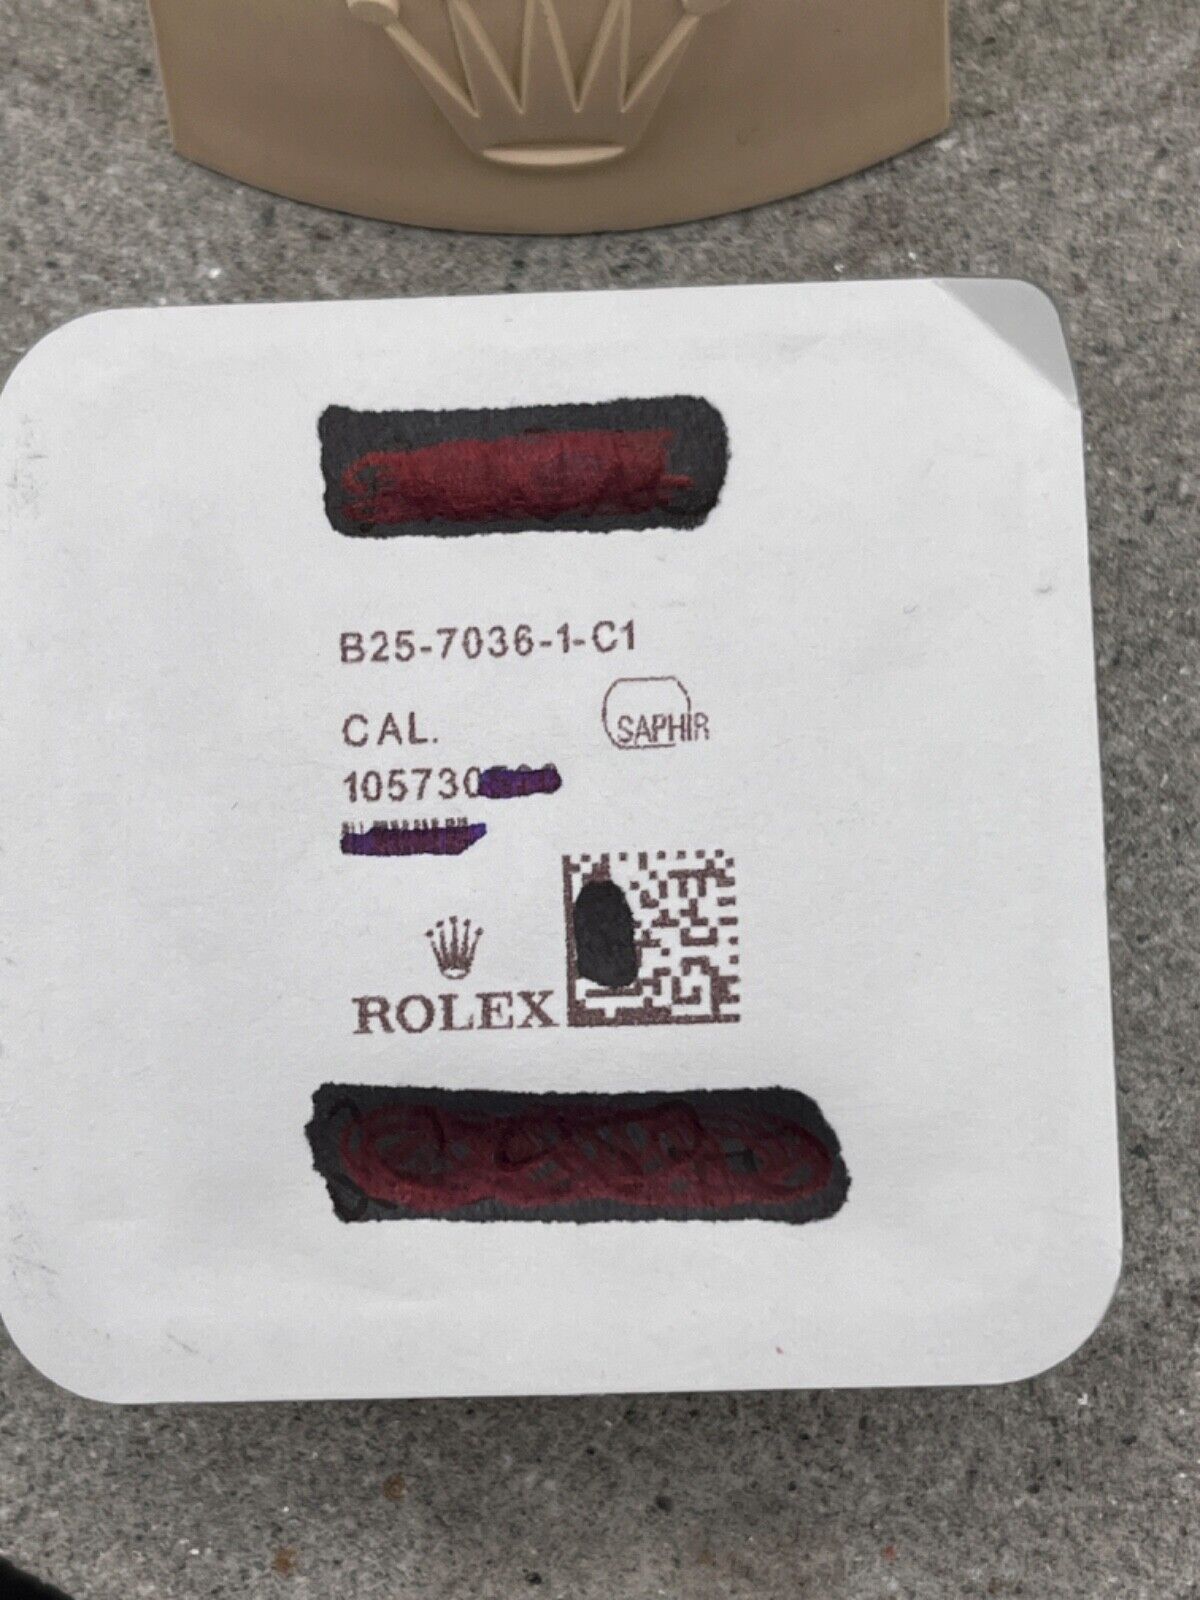 B25-7036-1-C1
CAL.
SAPHIR
105730
ROLEX